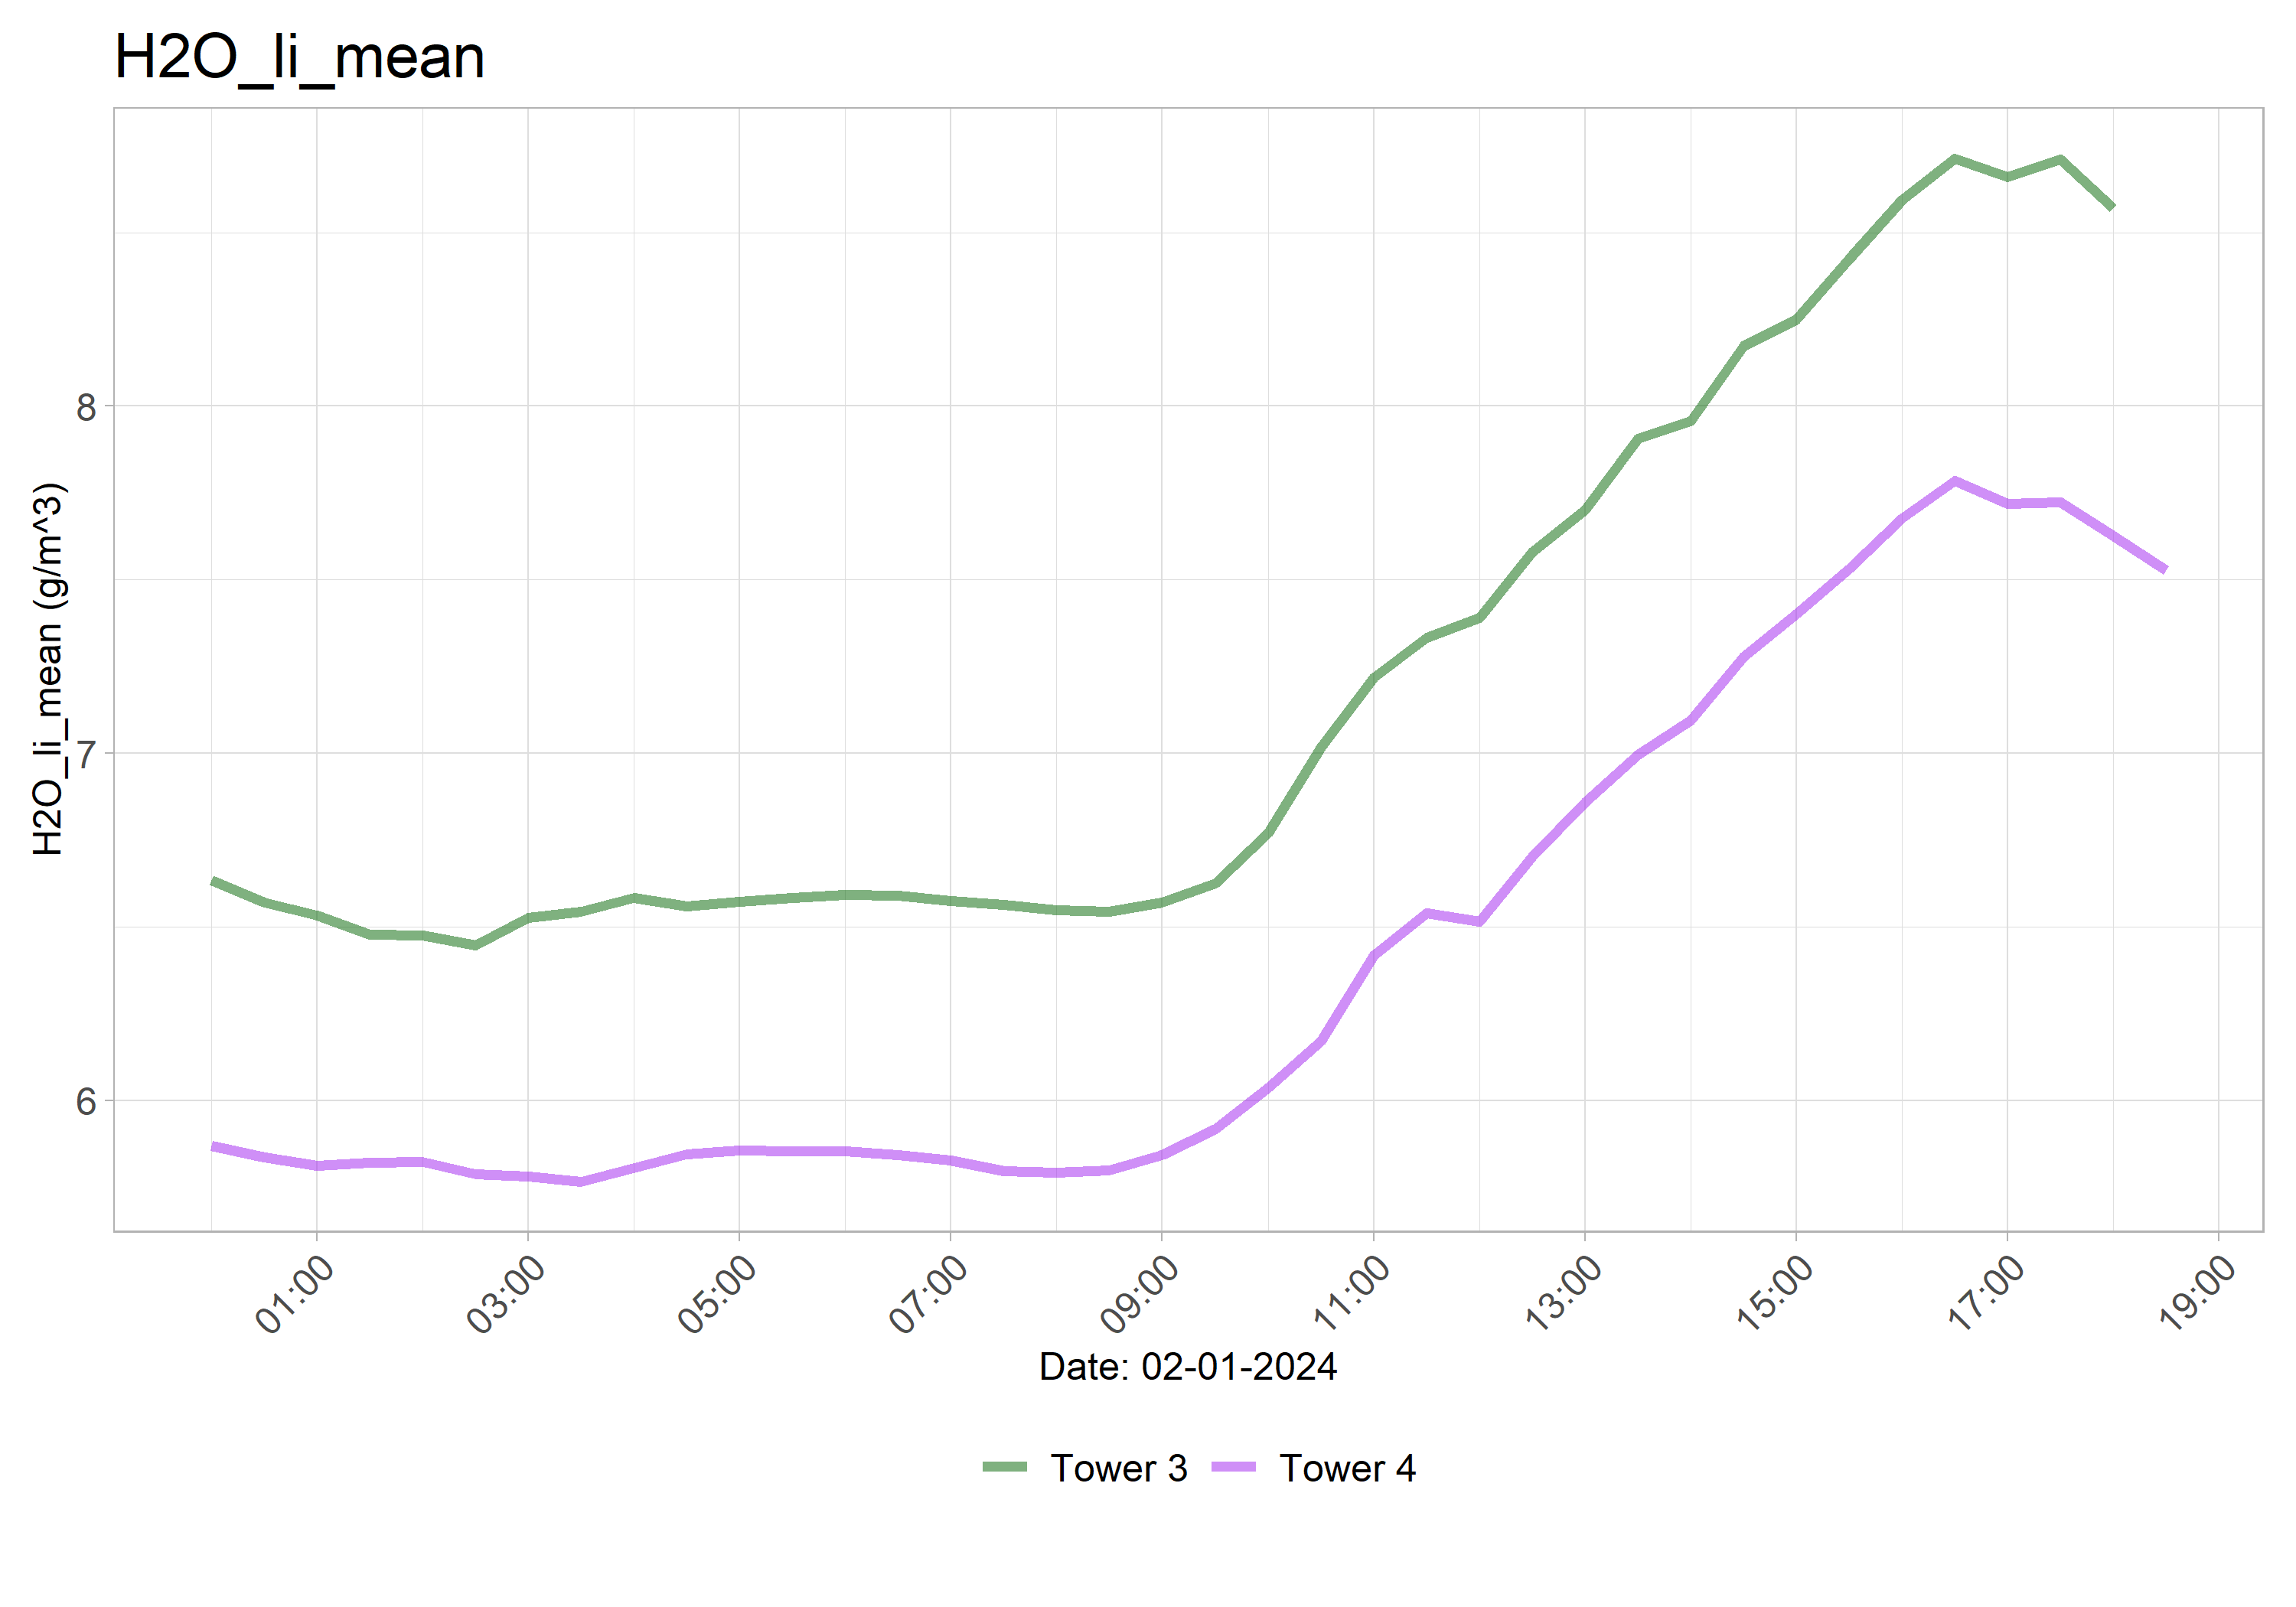 H2O_li_mean
H2O_li_mean (g/m^3)
8
7
6
01:00 03:00 05:00 07:00 09:00 11:00 13:00 15:00 17:00 19:00
Date: 02-01-2024
Tower 3 Tower 4